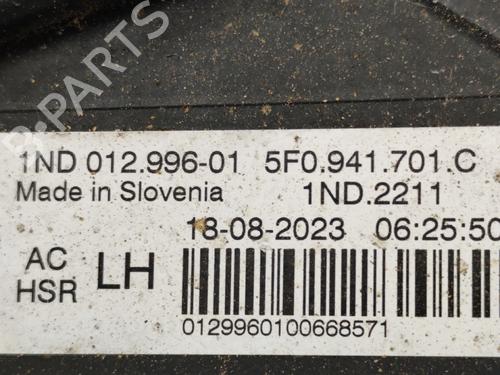 1ND 012.996-01 5F0.941.701.C
Made in Slovenia 1ND.2211
18-08-2023 06:25:50
AC LH
HSR
0129960100668571